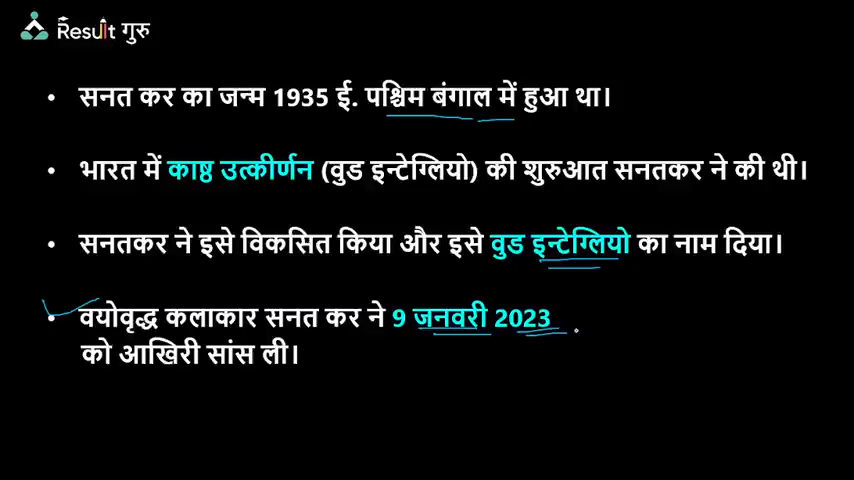 Result गुरु
• सनत कर का जन्म 1935 ई. पश्चिम बंगाल में हुआ था।
• भारत में काष्ठ उत्कीर्णन (वुड इन्टेग्लियो) की शुरुआत सनतकर ने की थी।
• सनतकर ने इसे विकसित किया और इसे वुड इन्टेग्लियो का नाम दिया।
• वयोवृद्ध कलाकार सनत कर ने 9 जनवरी 2023
को आखिरी सांस ली।